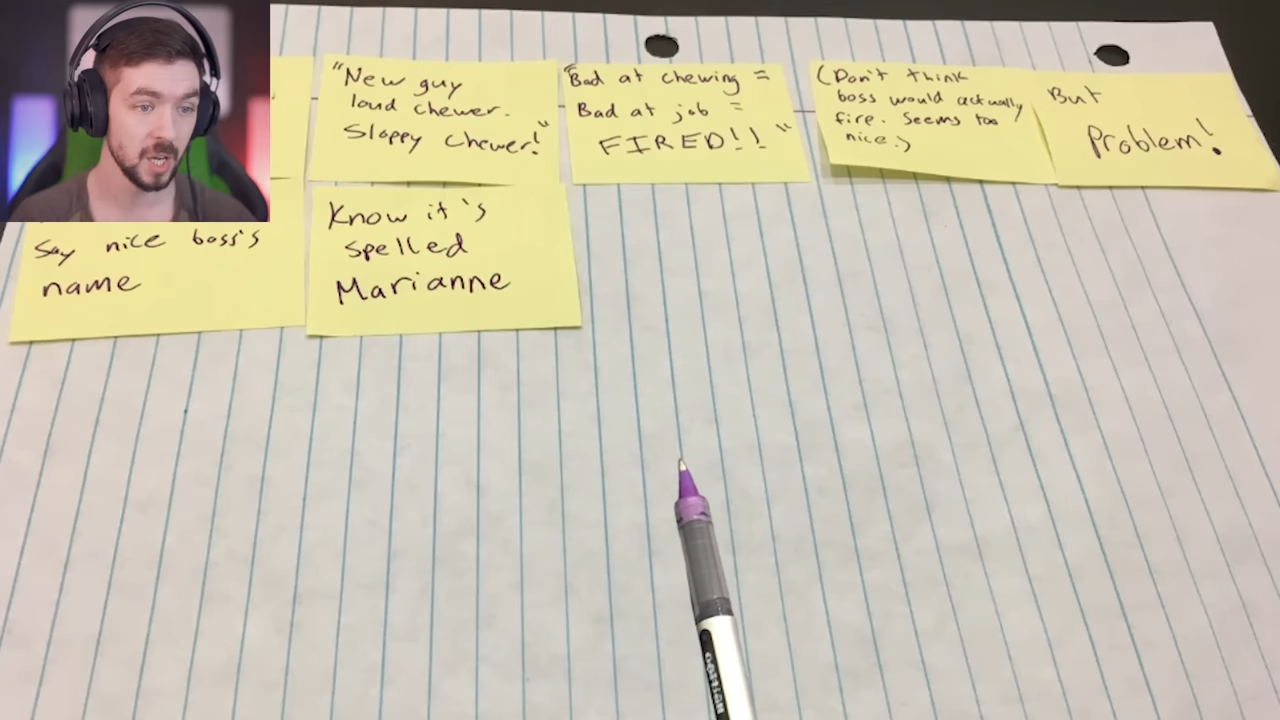 "New guy
loud chewer.
Sloppy chewer!"
"Bad at chewing =
Bad at job =
FIRED!!"
(Don't think
boss would actually
fire. Seems too
nice.)
But
Problem!
Say nice boss's
name
Know it's
spelled
Marianne